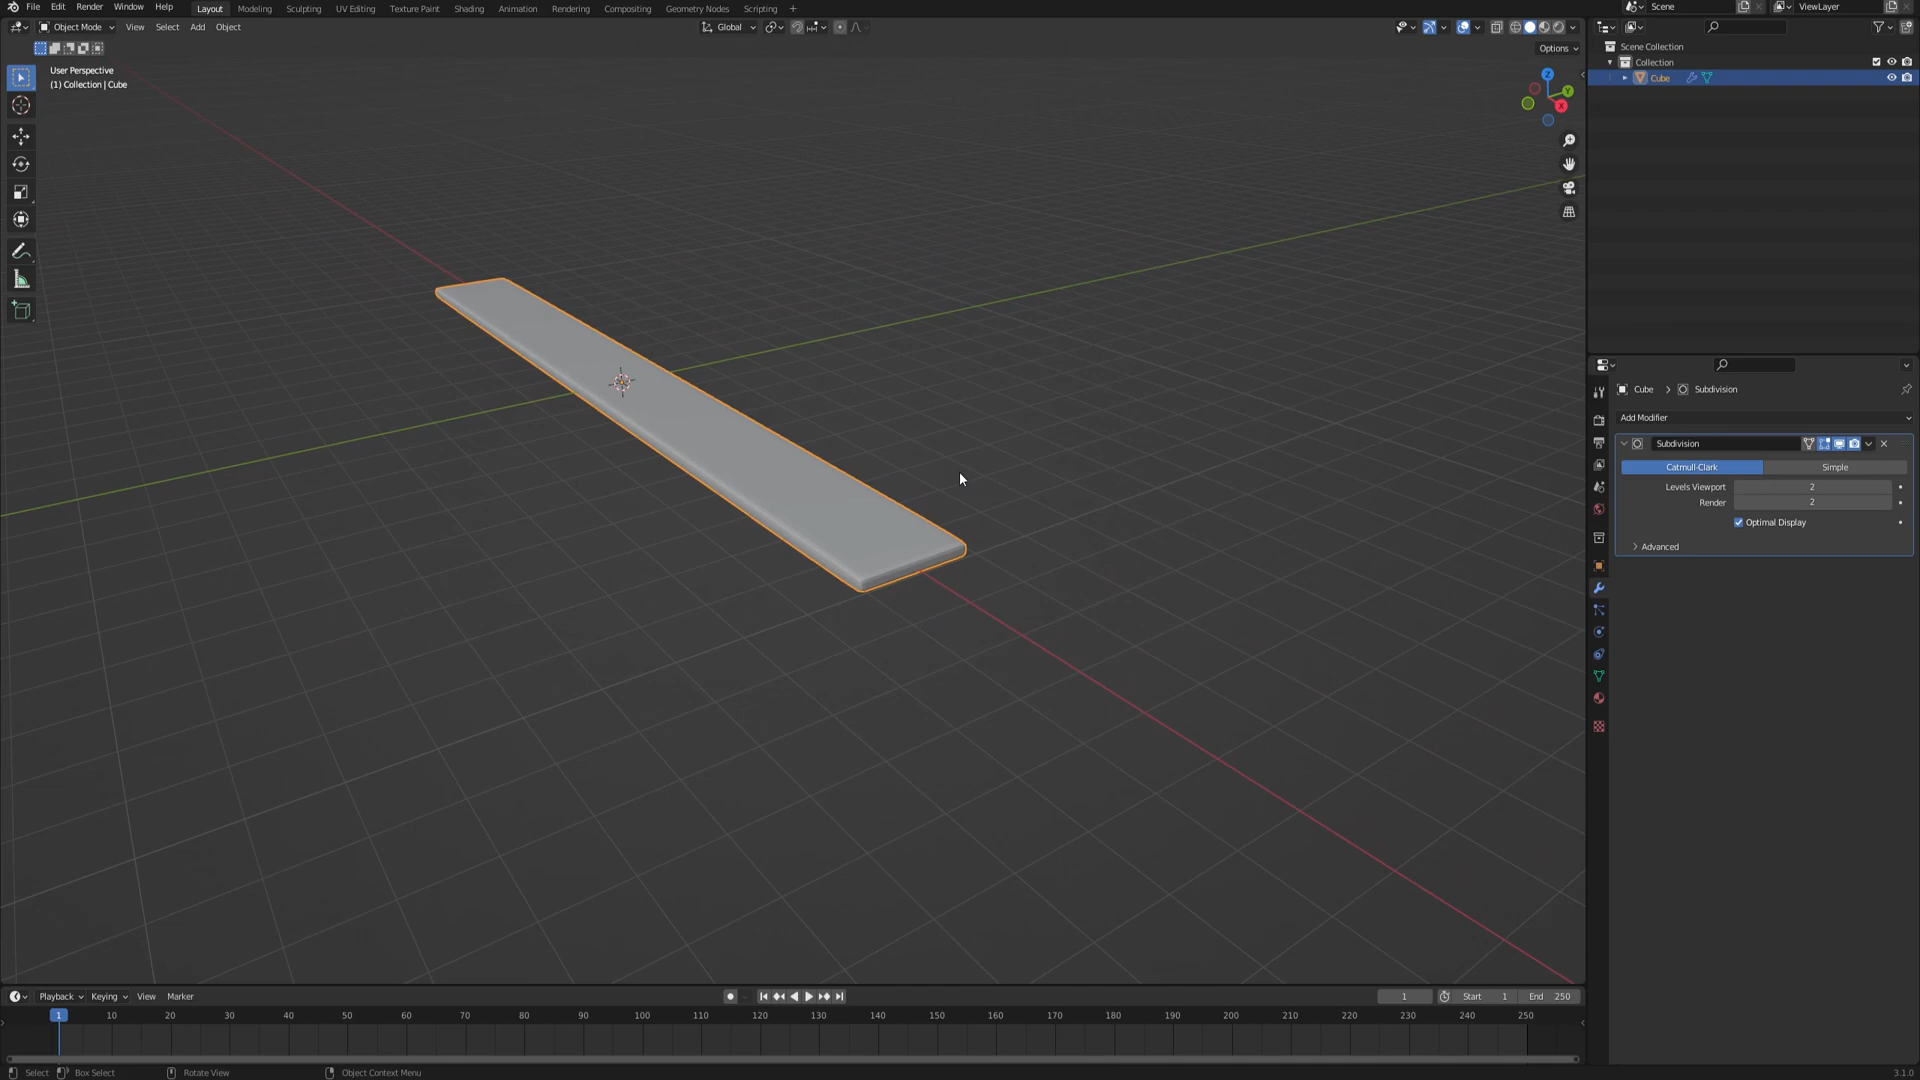 File Edit Render Window Help Layout Modeling Sculpting UV Editing Texture Paint Shading Animation Rendering Compositing Geometry Nodes Scripting + Scene ViewLayer
Object Mode View Select Add Object Global
Options
User Perspective
(1) Collection | Cube
Z
Y
X
Scene Collection
Collection
Cube
Cube > Subdivision
Add Modifier
Subdivision
Catmull-Clark Simple
Levels Viewport 2
Render 2
Optimal Display
Advanced
Playback Keying View Marker 1 Start 1 End 250
1 10 20 30 40 50 60 70 80 90 100 110 120 130 140 150 160 170 180 190 200 210 220 230 240 250
Select Box Select Rotate View Object Context Menu 3.1.0